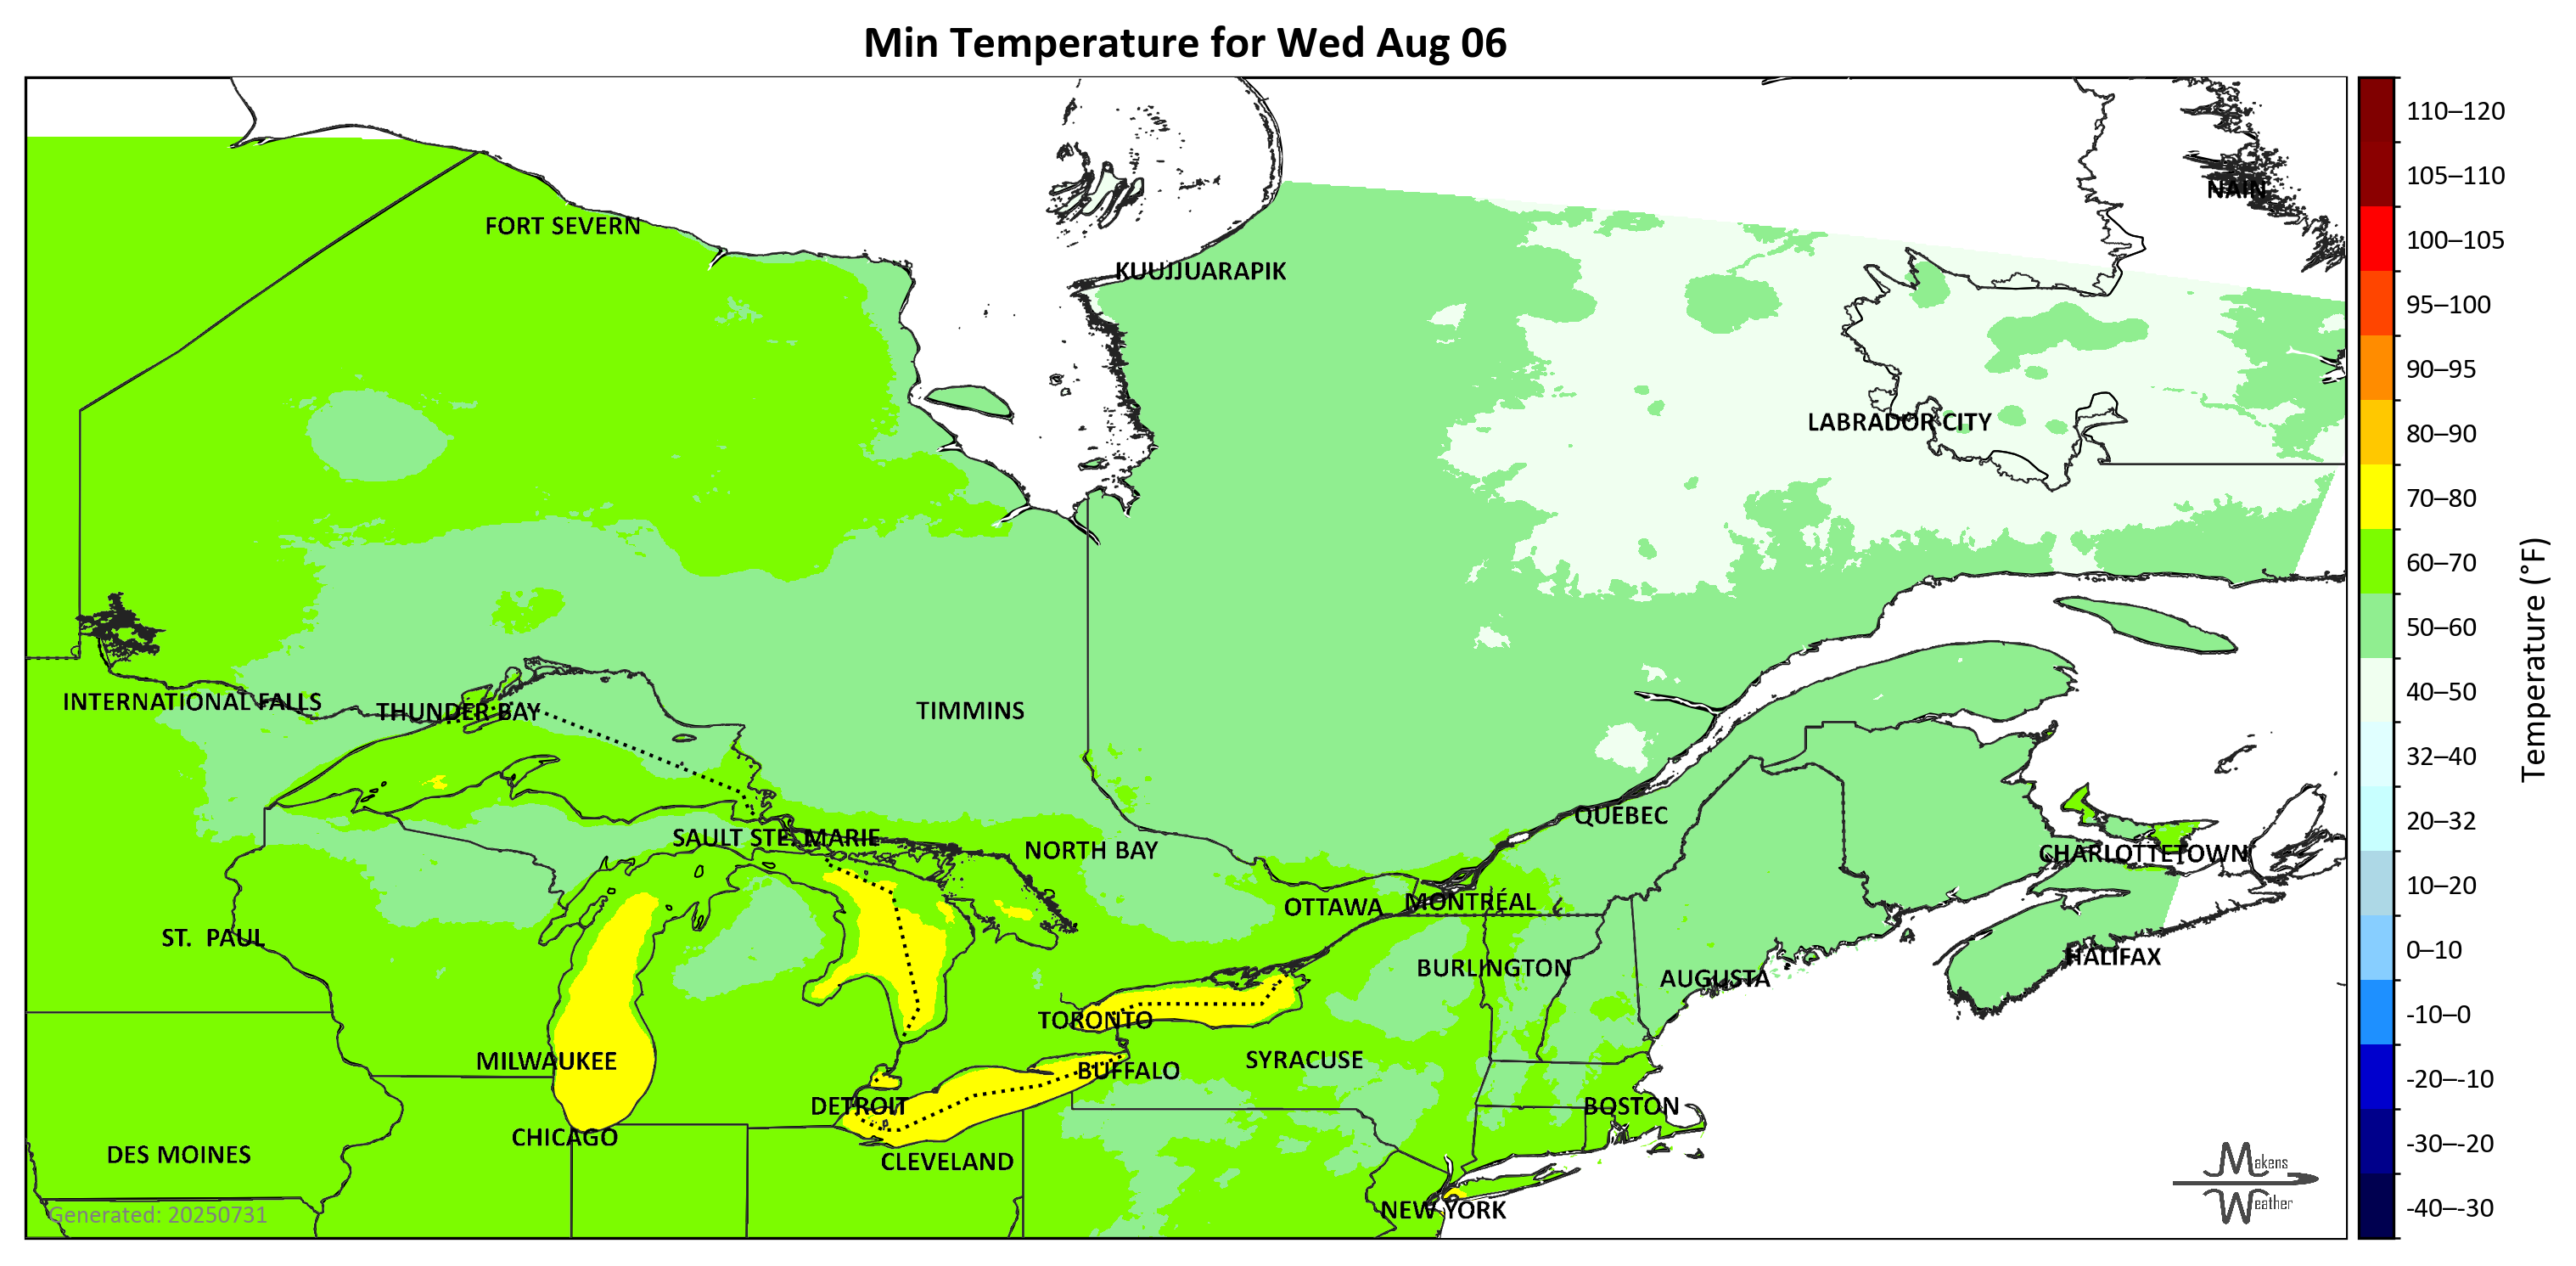 Min Temperature for Wed Aug 06
NAIN
FORT SEVERN
KUUJJUARAPIK
LABRADOR CITY
INTERNATIONAL FALLS
THUNDER BAY
TIMMINS
QUÉBEC
SAULT STE. MARIE
NORTH BAY
CHARLOTTETOWN
OTTAWA
MONTRÉAL
ST. PAUL
HALIFAX
BURLINGTON
AUGUSTA
TORONTO
MILWAUKEE
SYRACUSE
BUFFALO
DETROIT
BOSTON
CHICAGO
DES MOINES
CLEVELAND
NEW YORK
Generated: 20250731
Makens
Weather
110–120
105–110
100–105
95–100
90–95
80–90
70–80
60–70
50–60
40–50
32–40
20–32
10–20
0–10
-10–0
-20–-10
-30–-20
-40–-30
Temperature (°F)